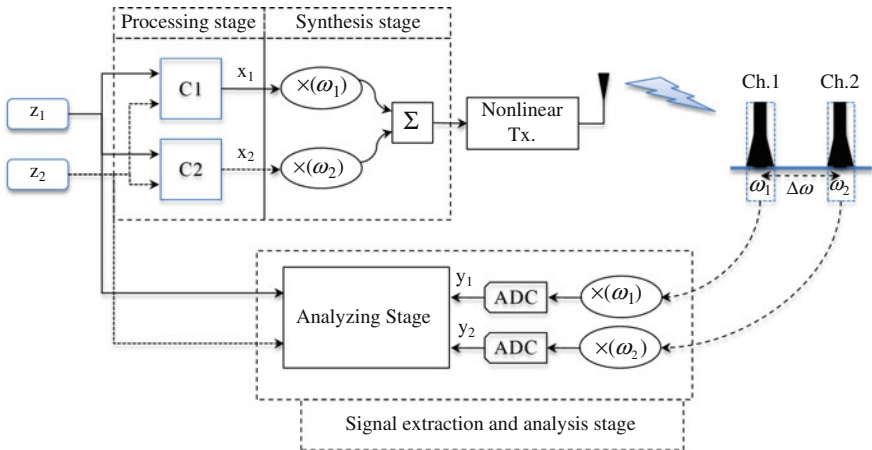 Processing stage
Synthesis stage
Ch.1
Ch.2
z₁
z₂
C1
C2
x₁
x₂
×(ω₁)
×(ω₂)
Σ
Nonlinear
Tx.
ω₁
Δω
ω₂
Analyzing Stage
y₁
y₂
ADC
ADC
×(ω₁)
×(ω₂)
Signal extraction and analysis stage